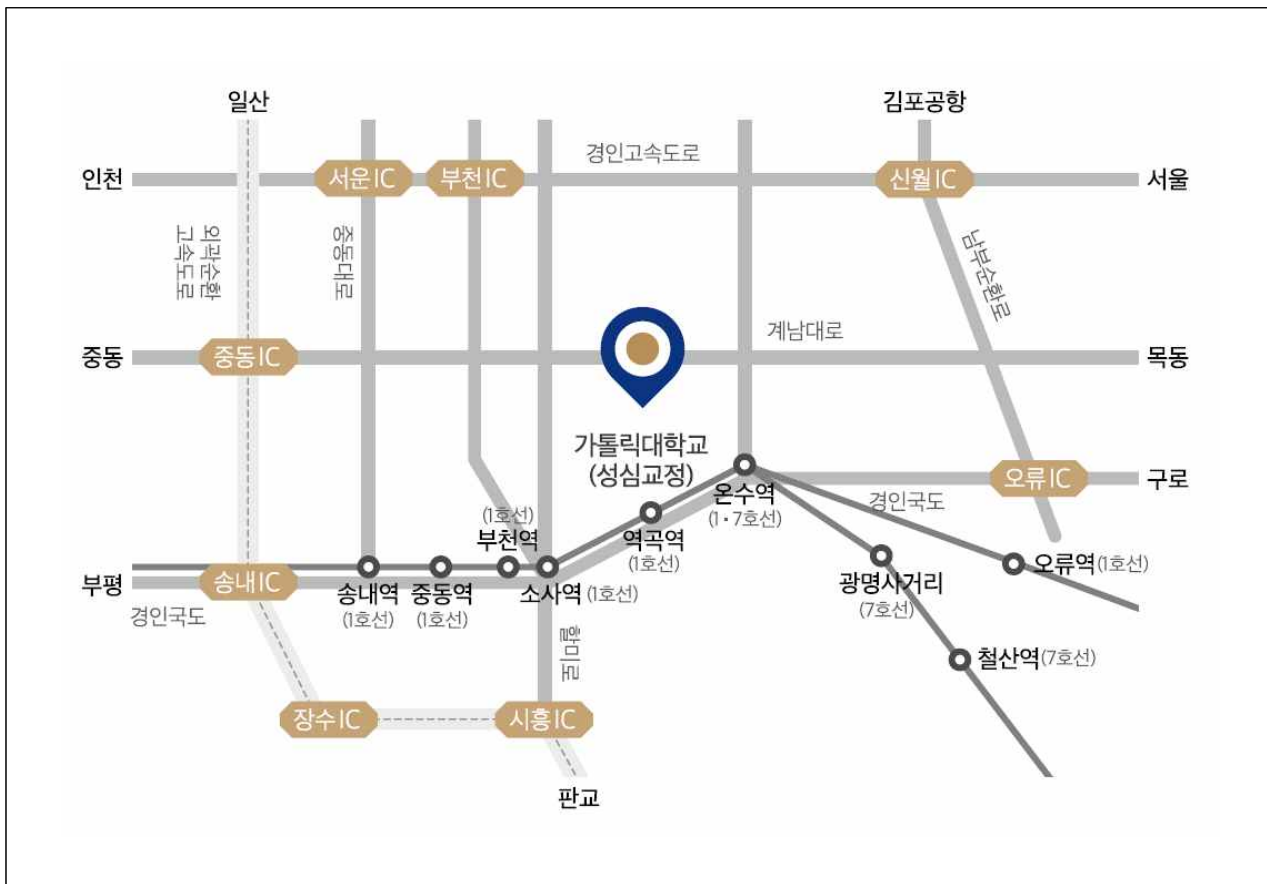 일산
김포공항
경인고속도로
인천
서운IC
부천IC
신월IC
서울
외곽순환
고속도로
중동대로
남부순환로
계남대로
중동
중동IC
목동
가톨릭대학교
(성심교정)
오류IC
구로
온수역
(1·7호선)
경인국도
(1호선)
부천역
역곡역
(1호선)
오류역(1호선)
부평
송내IC
송내역
(1호선)
중동역
(1호선)
소사역(1호선)
광명사거리
(7호선)
경인국도
할미로
철산역(7호선)
장수IC
시흥IC
판교